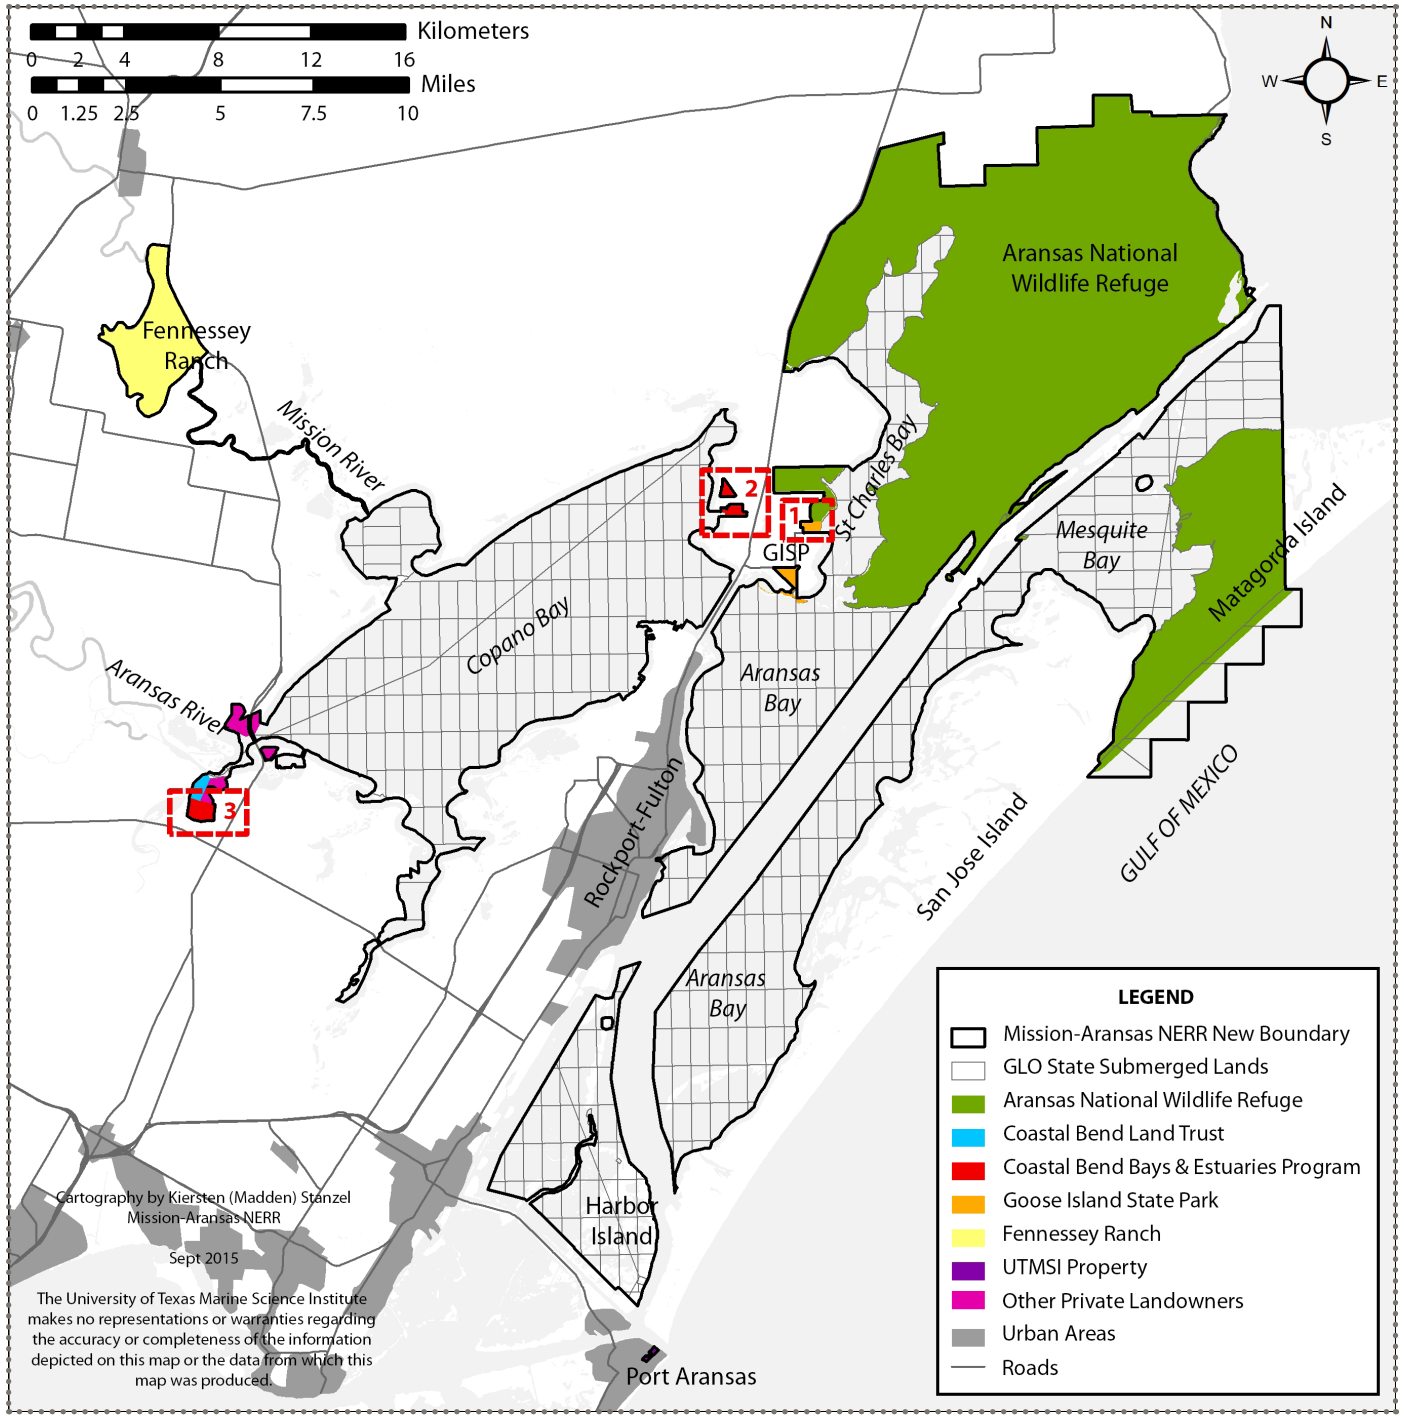 Kilometers
0 2 4 8 12 16
Miles
0 1.25 2.5 5 7.5 10
N
W E
S
Aransas National
Wildlife Refuge
Fennessey
Ranch
Mission River
St Charles Bay
2
1
GISP
Mesquite
Bay
Matagorda Island
Copano Bay
Aransas River
Aransas
Bay
3
Rockport-Fulton
San Jose Island
GULF OF MEXICO
Aransas
Bay
Harbor
Island
Port Aransas
Cartography by Kiersten (Madden) Stanzel
Mission-Aransas NERR
Sept 2015
The University of Texas Marine Science Institute
makes no representations or warranties regarding
the accuracy or completeness of the information
depicted on this map or the data from which this
map was produced.
LEGEND
Mission-Aransas NERR New Boundary
GLO State Submerged Lands
Aransas National Wildlife Refuge
Coastal Bend Land Trust
Coastal Bend Bays & Estuaries Program
Goose Island State Park
Fennessey Ranch
UTMSI Property
Other Private Landowners
Urban Areas
Roads